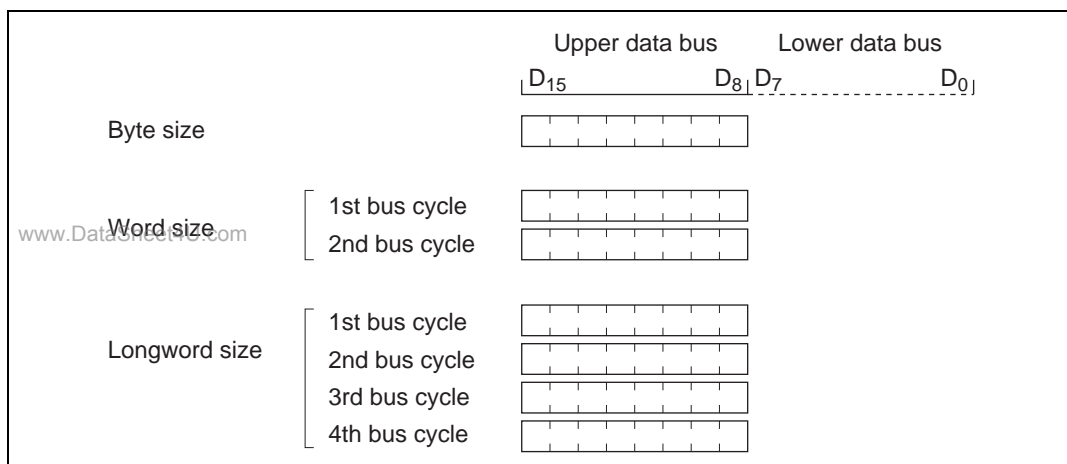 Upper data bus Lower data bus
D15 D8 D7 D0
Byte size
Word size
1st bus cycle
2nd bus cycle
www.DataSheet4U.com
Longword size
1st bus cycle
2nd bus cycle
3rd bus cycle
4th bus cycle